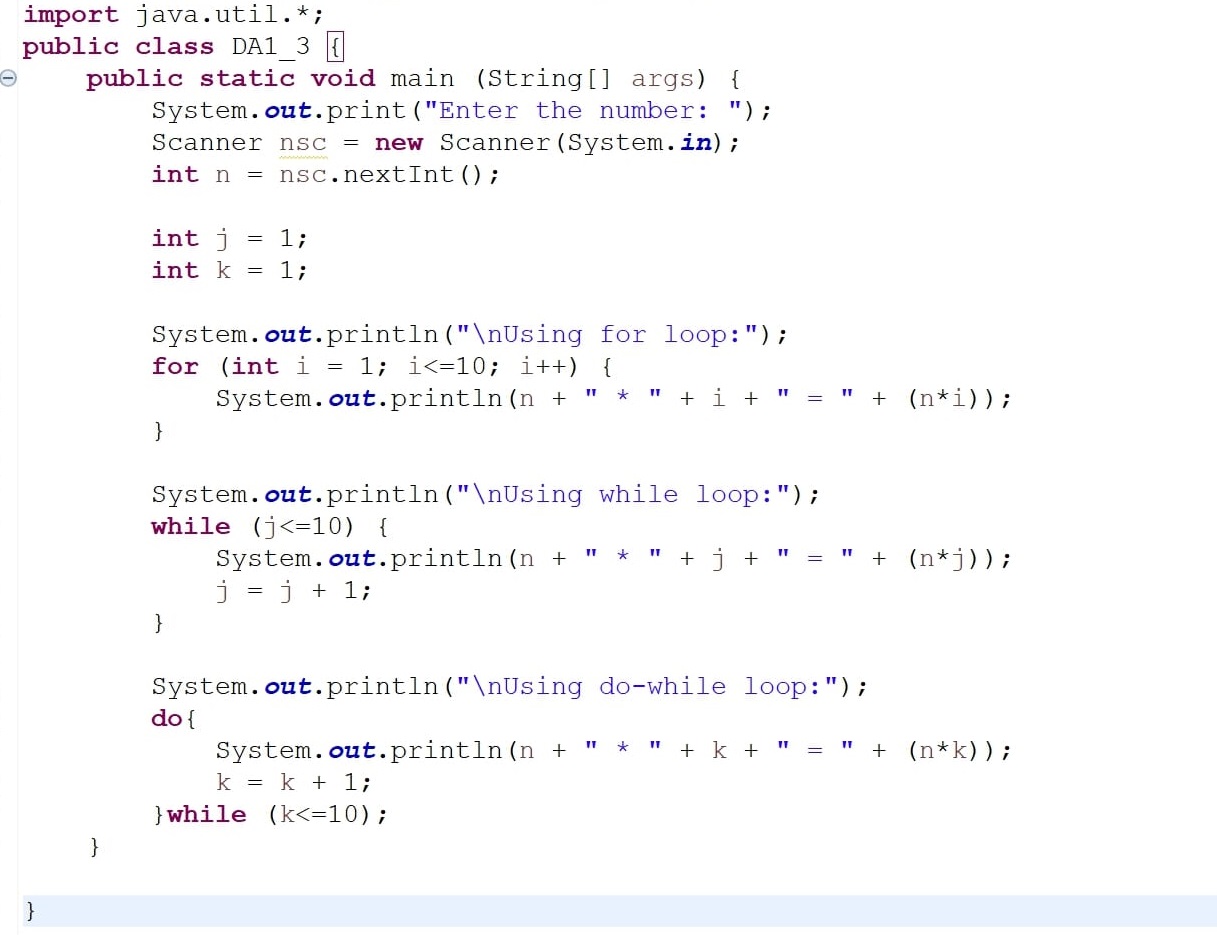 import java.util.*;
public class DA1_3 {
    public static void main (String[] args) {
        System.out.print("Enter the number: ");
        Scanner nsc = new Scanner(System.in);
        int n = nsc.nextInt();

        int j = 1;
        int k = 1;

        System.out.println("\nUsing for loop:");
        for (int i = 1; i<=10; i++) {
            System.out.println(n + " * " + i + " = " + (n*i));
        }

        System.out.println("\nUsing while loop:");
        while (j<=10) {
            System.out.println(n + " * " + j + " = " + (n*j));
            j = j + 1;
        }

        System.out.println("\nUsing do-while loop:");
        do{
            System.out.println(n + " * " + k + " = " + (n*k));
            k = k + 1;
        }while (k<=10);
    }

}